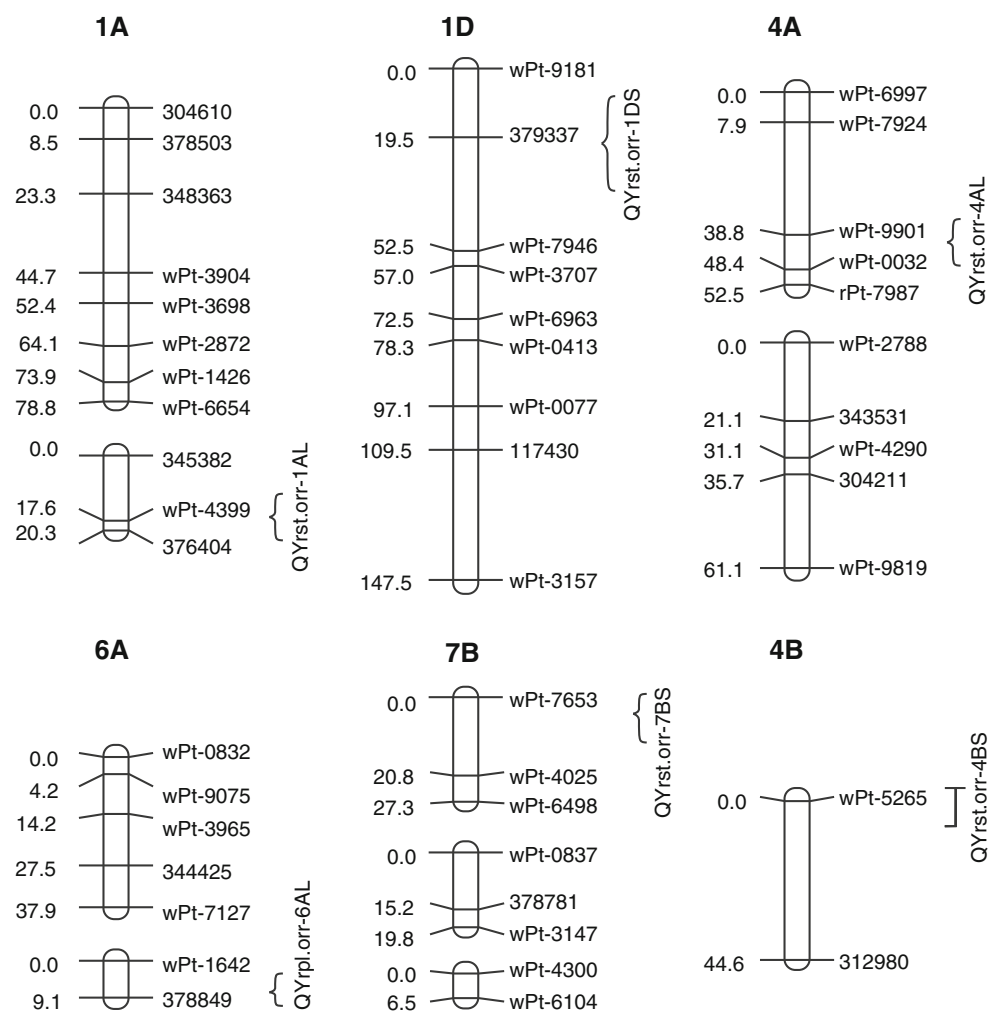 1A
0.0 304610
8.5 378503
23.3 348363
44.7 wPt-3904
52.4 wPt-3698
64.1 wPt-2872
73.9 wPt-1426
78.8 wPt-6654
0.0 345382
17.6 wPt-4399
20.3 376404
QYrst.orr-1AL
1D
0.0 wPt-9181
19.5 379337
52.5 wPt-7946
57.0 wPt-3707
72.5 wPt-6963
78.3 wPt-0413
97.1 wPt-0077
109.5 117430
147.5 wPt-3157
QYrst.orr-1DS
4A
0.0 wPt-6997
7.9 wPt-7924
38.8 wPt-9901
48.4 wPt-0032
52.5 rPt-7987
QYrst.orr-4AL
0.0 wPt-2788
21.1 343531
31.1 wPt-4290
35.7 304211
61.1 wPt-9819
6A
0.0 wPt-0832
4.2 wPt-9075
14.2 wPt-3965
27.5 344425
37.9 wPt-7127
0.0 wPt-1642
9.1 378849
QYrpl.orr-6AL
7B
0.0 wPt-7653
20.8 wPt-4025
27.3 wPt-6498
QYrst.orr-7BS
0.0 wPt-0837
15.2 378781
19.8 wPt-3147
0.0 wPt-4300
6.5 wPt-6104
4B
0.0 wPt-5265
44.6 312980
QYrst.orr-4BS